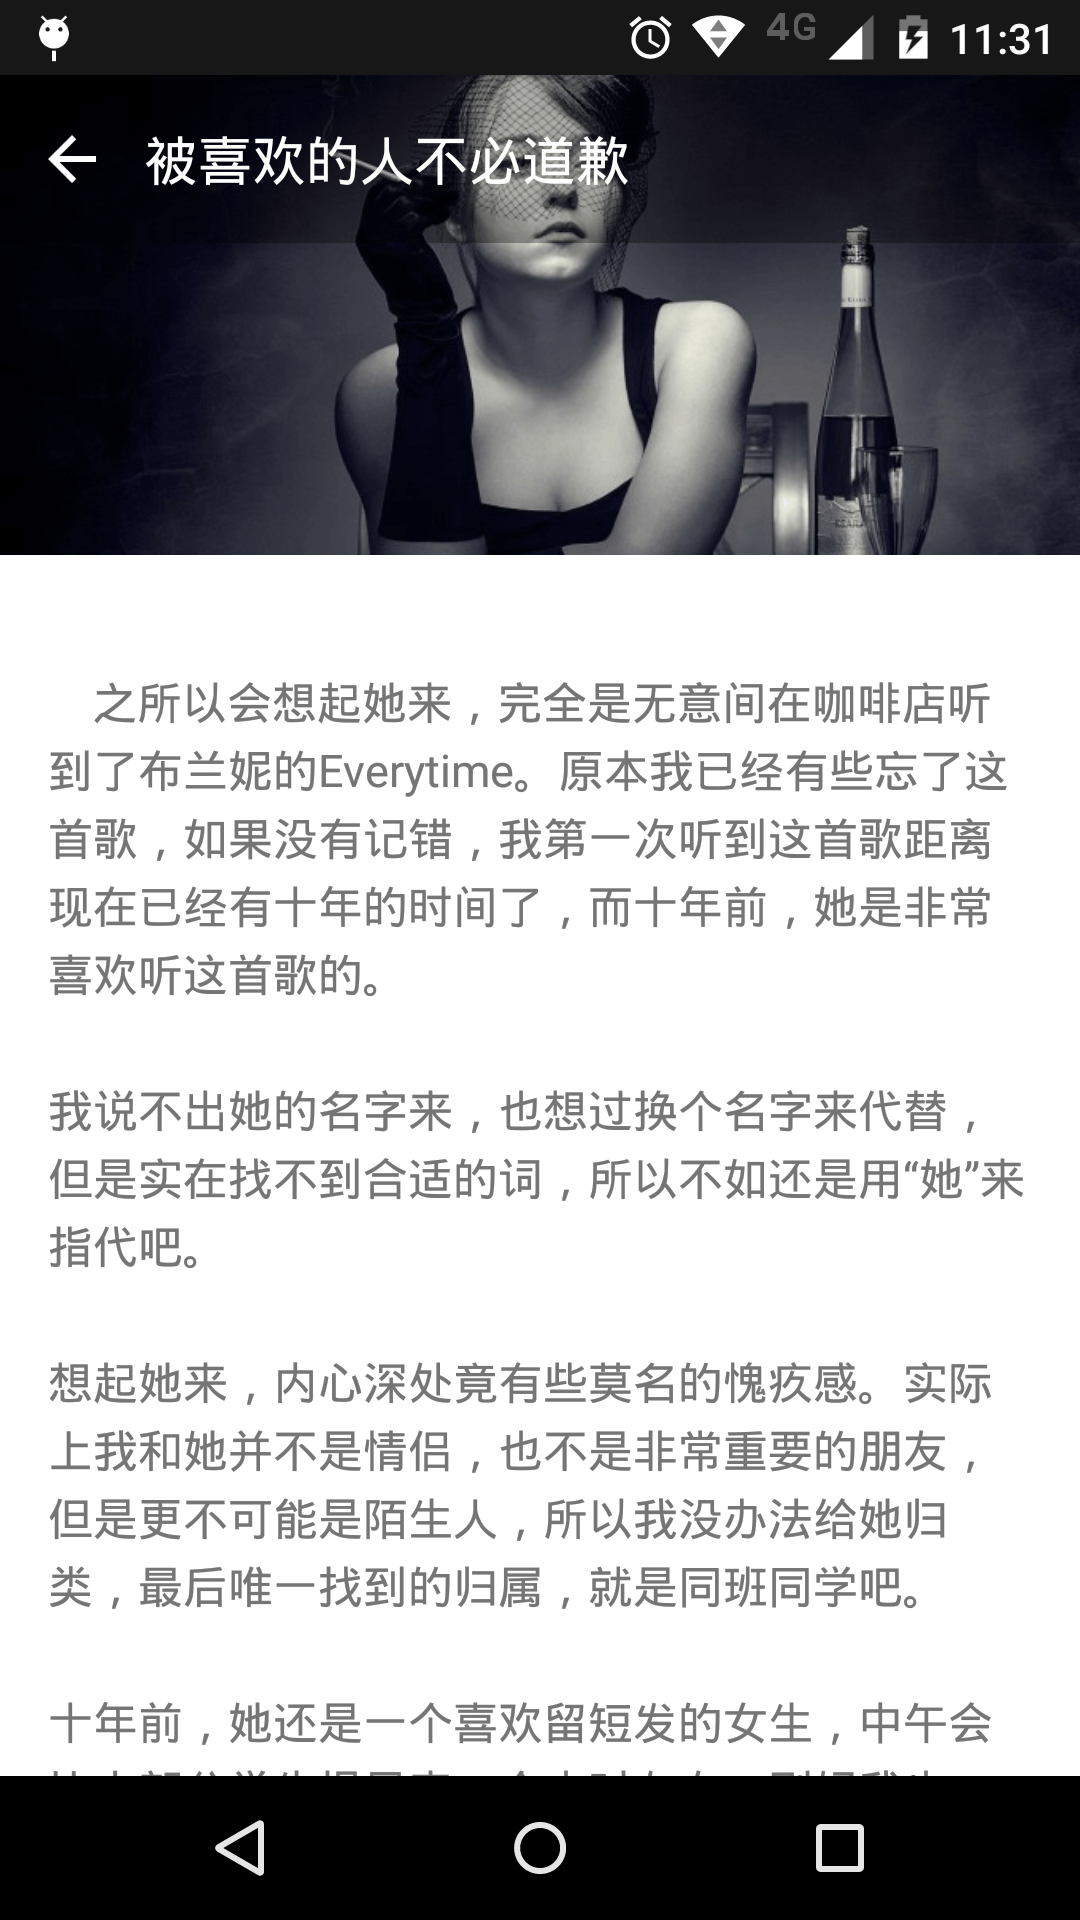 4G 11:31
被喜欢的人不必道歉
之所以会想起她来，完全是无意间在咖啡店听
到了布兰妮的Everytime。原本我已经有些忘了这
首歌，如果没有记错，我第一次听到这首歌距离
现在已经有十年的时间了，而十年前，她是非常
喜欢听这首歌的。
我说不出她的名字来，也想过换个名字来代替，
但是实在找不到合适的词，所以不如还是用“她”来
指代吧。
想起她来，内心深处竟有些莫名的愧疚感。实际
上我和她并不是情侣，也不是非常重要的朋友，
但是更不可能是陌生人，所以我没办法给她归
类，最后唯一找到的归属，就是同班同学吧。
十年前，她还是一个喜欢留短发的女生，中午会